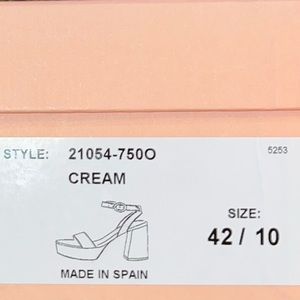 STYLE: 21054-750O 5253
CREAM
SIZE:
42 / 10
MADE IN SPAIN